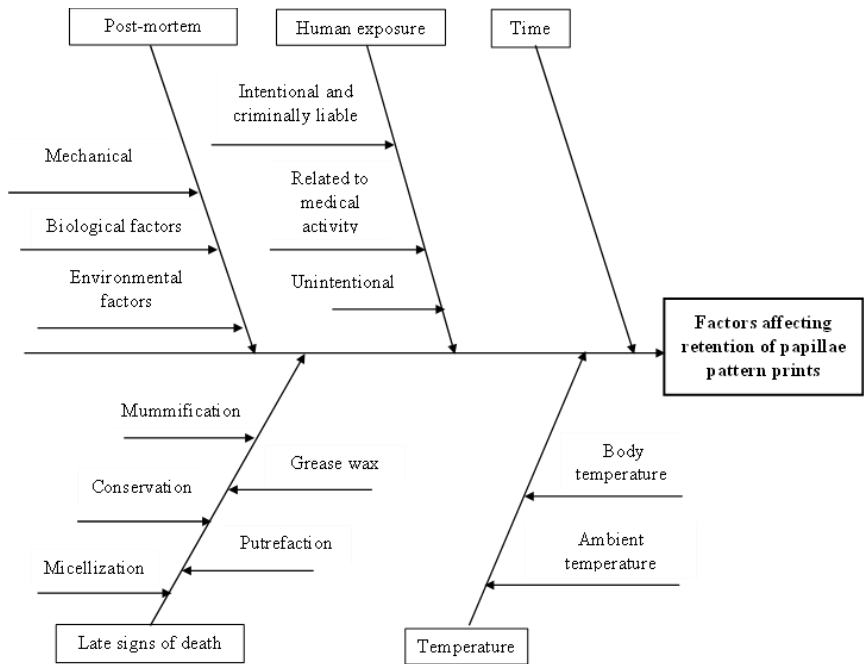 Post-mortem
Human exposure
Time
Intentional and
criminally liable
Mechanical
Related to
medical
activity
Biological factors
Environmental
factors
Unintentional
Factors affecting
retention of papillae
pattern prints
Mummification
Grease wax
Body
temperature
Conservation
Putrefaction
Ambient
temperature
Micellization
Late signs of death
Temperature